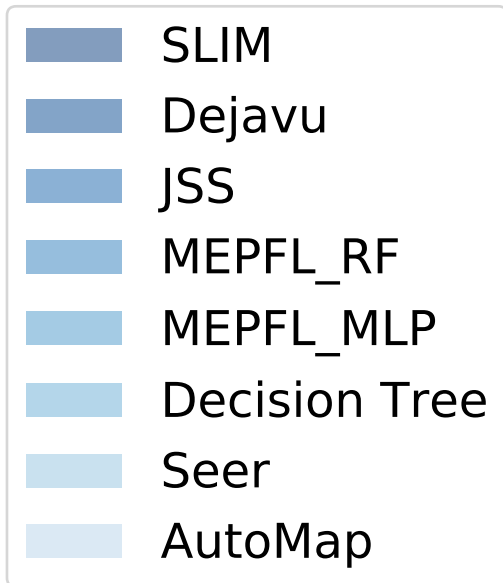 SLIM
Dejavu
JSS
MEPFL_RF
MEPFL_MLP
Decision Tree
Seer
AutoMap